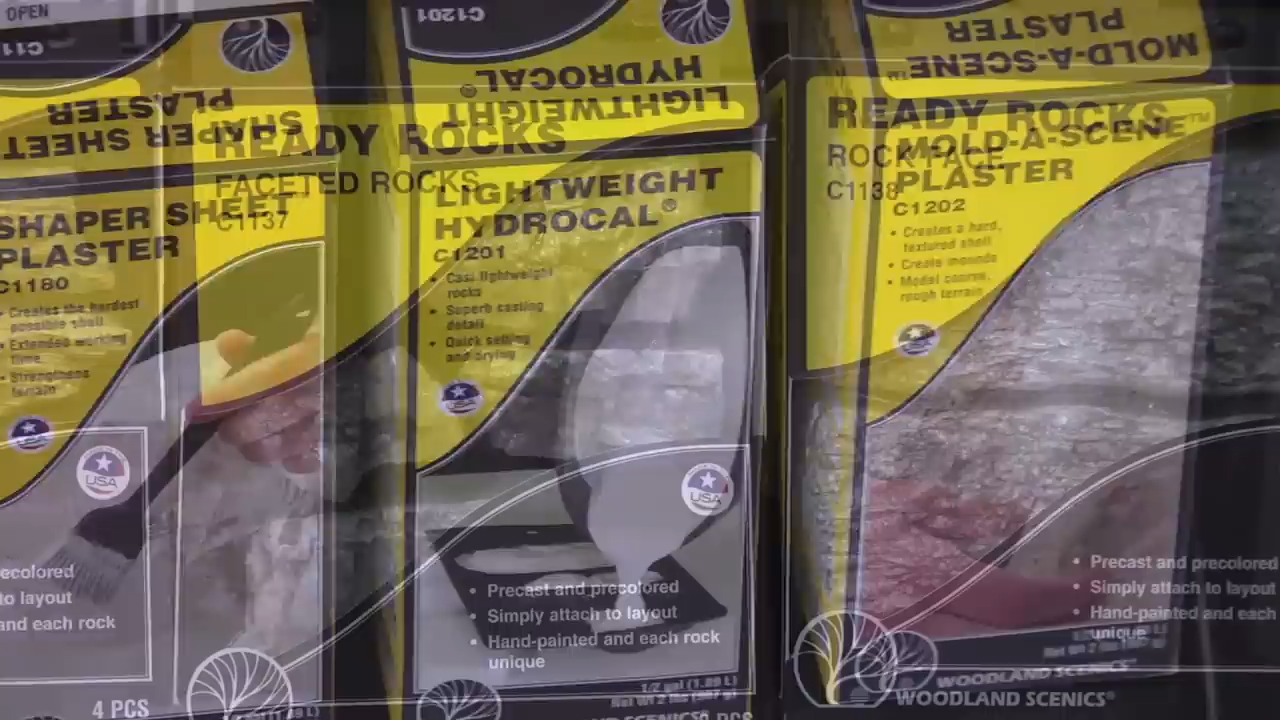 OPEN
C11
C1201
SHAPER SHEET
PLASTER
LIGHTWEIGHT
HYDROCAL®
MOLD-A-SCENE™
PLASTER
SHAPER SHEET™
PLASTER
C1180
• Creates the hardest
possible shell
• Extended working
time
• Strengthens
terrain
READY ROCKS
FACETED ROCKS
C1137
LIGHTWEIGHT
HYDROCAL®
C1201
• Cast lightweight
rocks
• Superb casting
detail
• Quick setting
and drying
READY ROCKS
ROCK FACE
C1138
MOLD-A-SCENE™
PLASTER
C1202
• Creates a hard,
textured shell
• Create mounds
• Model coarse,
rough terrain
USA
USA
ecolored
to layout
and each rock
4 PCS
• Precast and precolored
• Simply attach to layout
• Hand-painted and each rock
unique
1/2 gal (1.89 L)
• Precast and precolored
• Simply attach to layout
• Hand-painted and each
unique
WOODLAND SCENICS®
WOODLAND SCENICS®